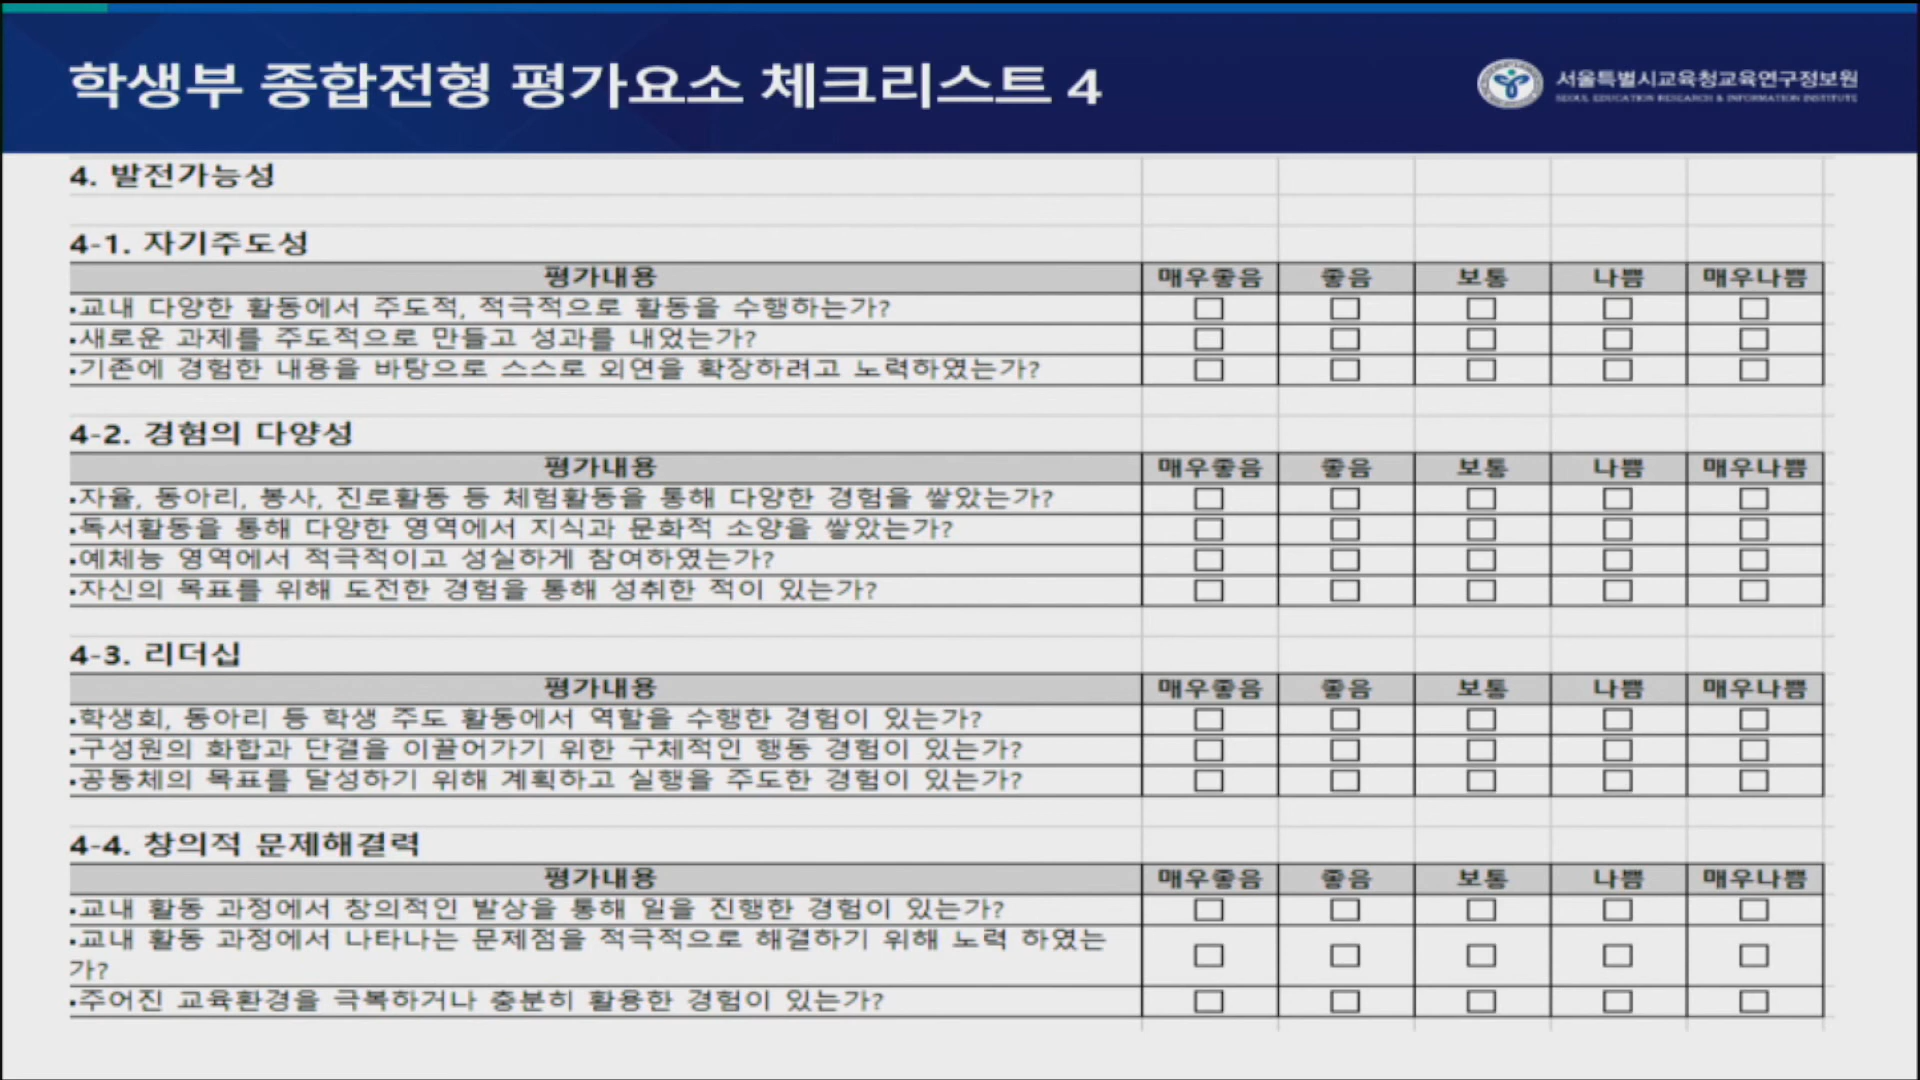 학생부 종합전형 평가요소 체크리스트 4
서울특별시교육청교육연구정보원
SEOUL EDUCATION RESEARCH & INFORMATION INSTITUTE
4. 발전가능성
4-1. 자기주도성
평가내용 매우좋음 좋음 보통 나쁨 매우나쁨
•교내 다양한 활동에서 주도적, 적극적으로 활동을 수행하는가?
•새로운 과제를 주도적으로 만들고 성과를 내었는가?
•기존에 경험한 내용을 바탕으로 스스로 외연을 확장하려고 노력하였는가?
4-2. 경험의 다양성
평가내용 매우좋음 좋음 보통 나쁨 매우나쁨
•자율, 동아리, 봉사, 진로활동 등 체험활동을 통해 다양한 경험을 쌓았는가?
•독서활동을 통해 다양한 영역에서 지식과 문화적 소양을 쌓았는가?
•예체능 영역에서 적극적이고 성실하게 참여하였는가?
•자신의 목표를 위해 도전한 경험을 통해 성취한 적이 있는가?
4-3. 리더십
평가내용 매우좋음 좋음 보통 나쁨 매우나쁨
•학생회, 동아리 등 학생 주도 활동에서 역할을 수행한 경험이 있는가?
•구성원의 화합과 단결을 이끌어가기 위한 구체적인 행동 경험이 있는가?
•공동체의 목표를 달성하기 위해 계획하고 실행을 주도한 경험이 있는가?
4-4. 창의적 문제해결력
평가내용 매우좋음 좋음 보통 나쁨 매우나쁨
•교내 활동 과정에서 창의적인 발상을 통해 일을 진행한 경험이 있는가?
•교내 활동 과정에서 나타나는 문제점을 적극적으로 해결하기 위해 노력 하였는
가?
•주어진 교육환경을 극복하거나 충분히 활용한 경험이 있는가?